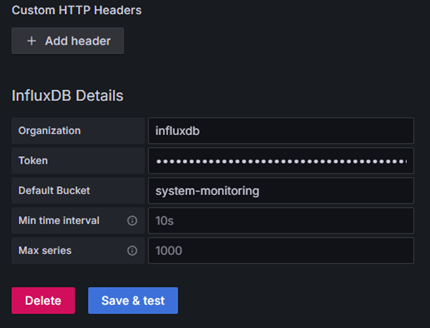 Custom HTTP Headers
+ Add header
InfluxDB Details
Organization influxdb
Token ••••••••••••••••••••••••••••••••••••••••••
Default Bucket system-monitoring
Min time interval 10s
Max series 1000
Delete Save & test